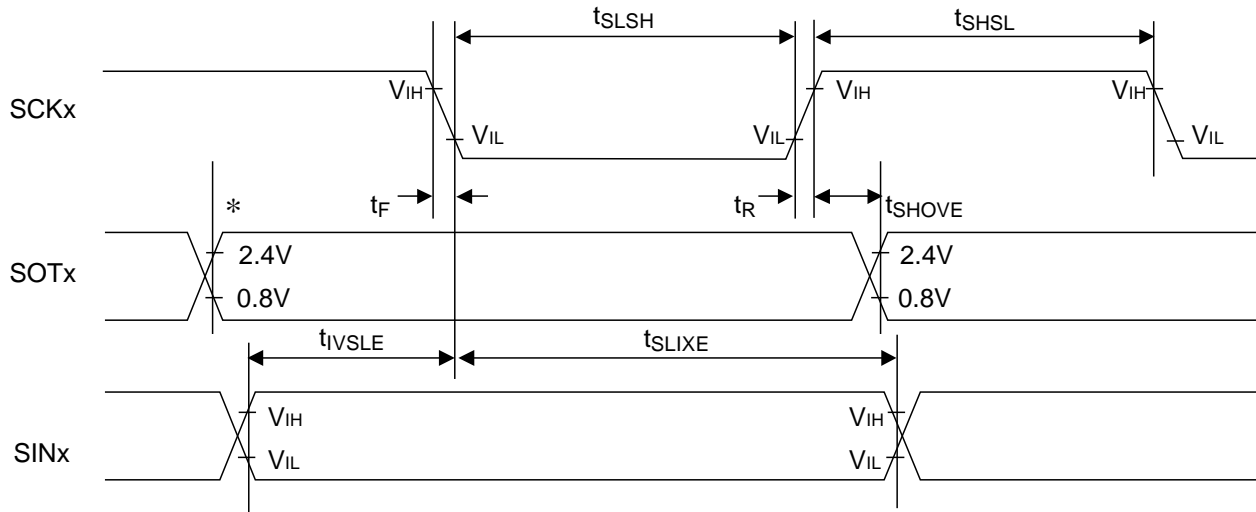 tSLSH
tSHSL
SCKx
VIH
VIL
VIL
VIH
VIH
VIL
tF
tR
tSHOVE
*
SOTx
2.4V
0.8V
2.4V
0.8V
tIVSLE
tSLIXE
SINx
VIH
VIL
VIH
VIL